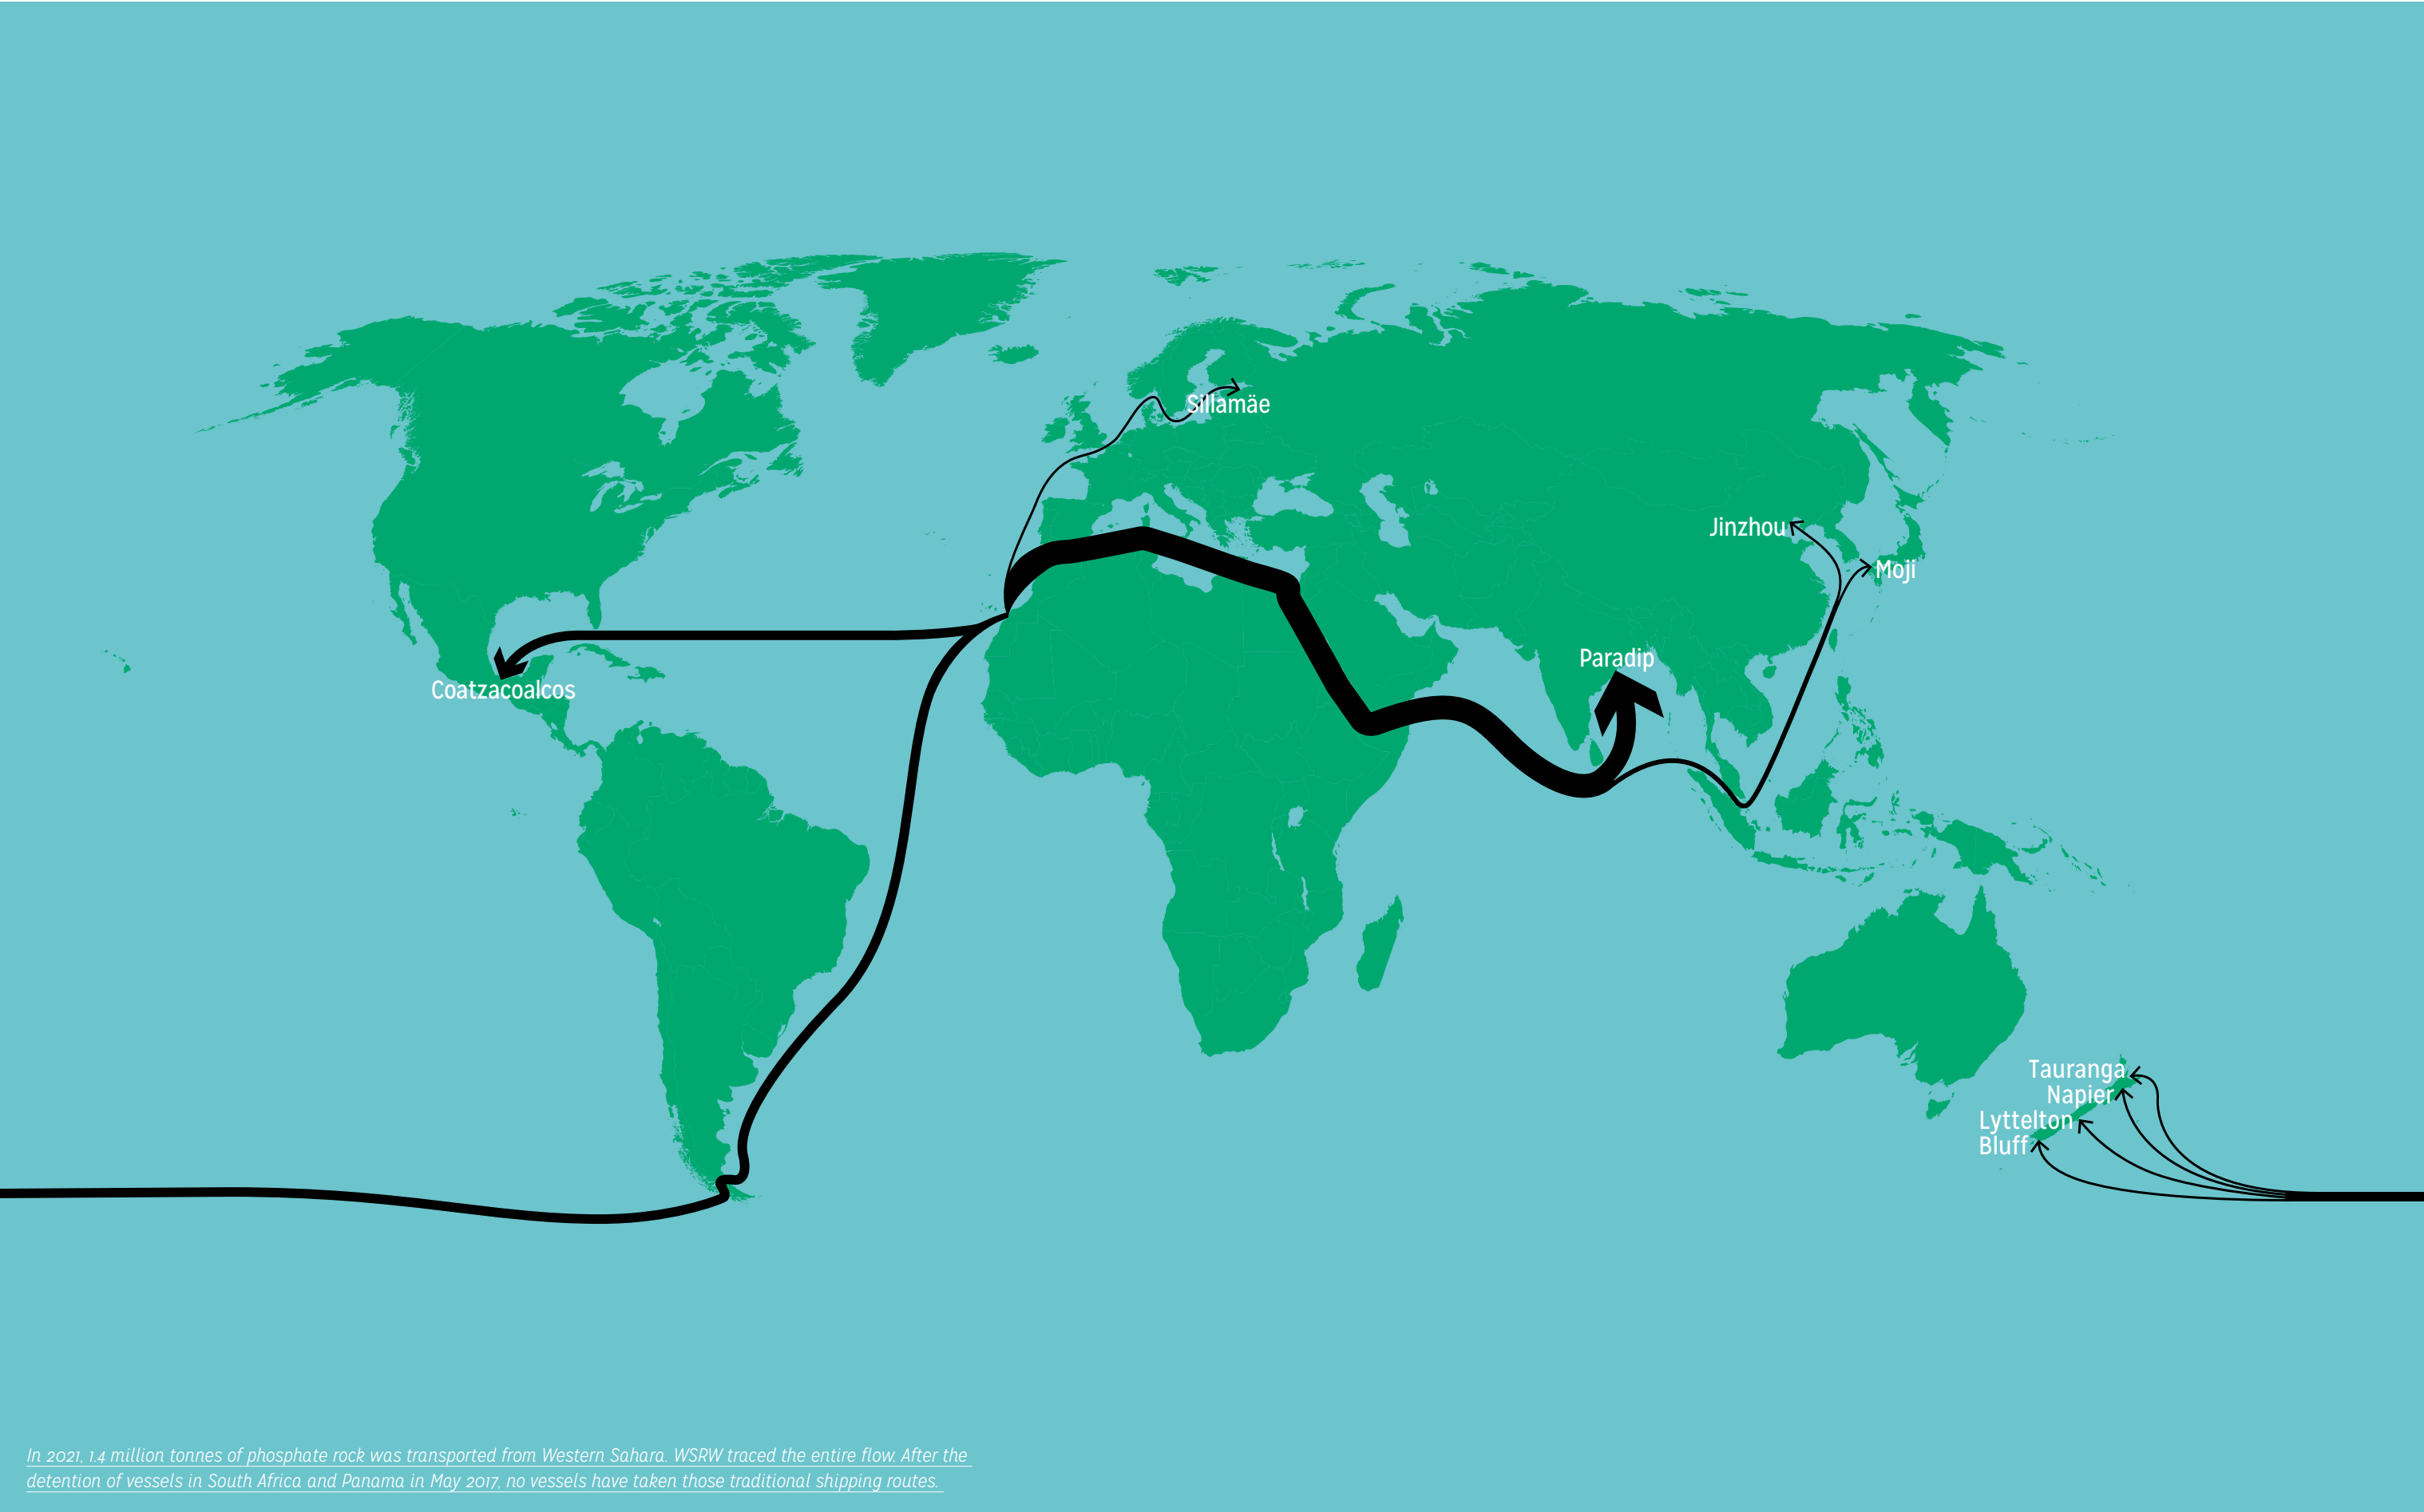 Sillamäe
Jinzhou
Moji
Paradip
Coatzacoalcos
Tauranga
Napier
Lyttelton
Bluff
In 2021, 1.4 million tonnes of phosphate rock was transported from Western Sahara. WSRW traced the entire flow. After the
detention of vessels in South Africa and Panama in May 2017, no vessels have taken those traditional shipping routes.